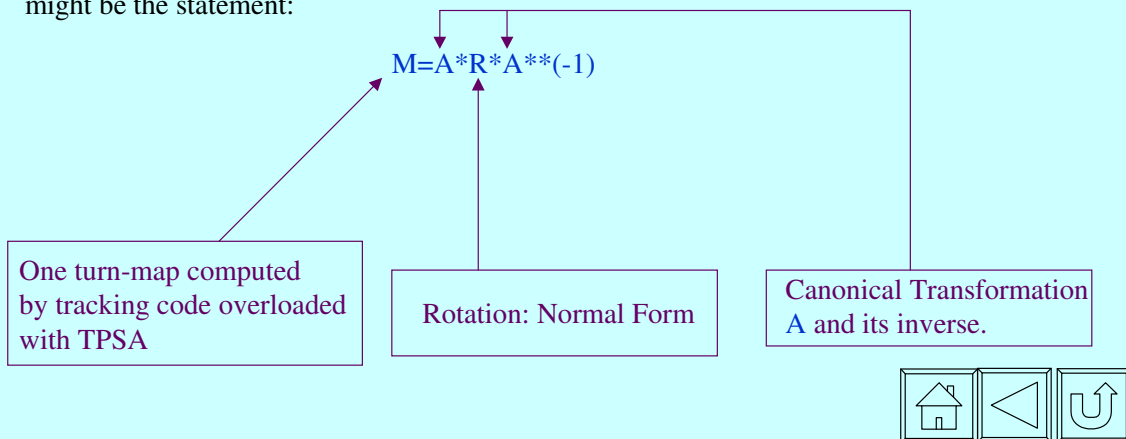 might be the statement:
M=A*R*A**(-1)
One turn-map computed
by tracking code overloaded
with TPSA
Rotation: Normal Form
Canonical Transformation
A and its inverse.